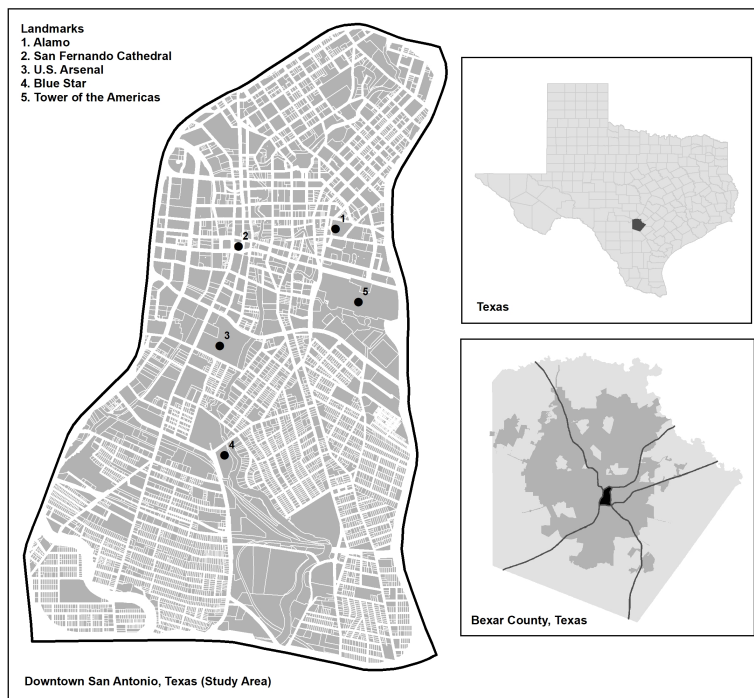 Landmarks
1. Alamo
2. San Fernando Cathedral
3. U.S. Arsenal
4. Blue Star
5. Tower of the Americas
1
2
5
3
4
Texas
Bexar County, Texas
Downtown San Antonio, Texas (Study Area)